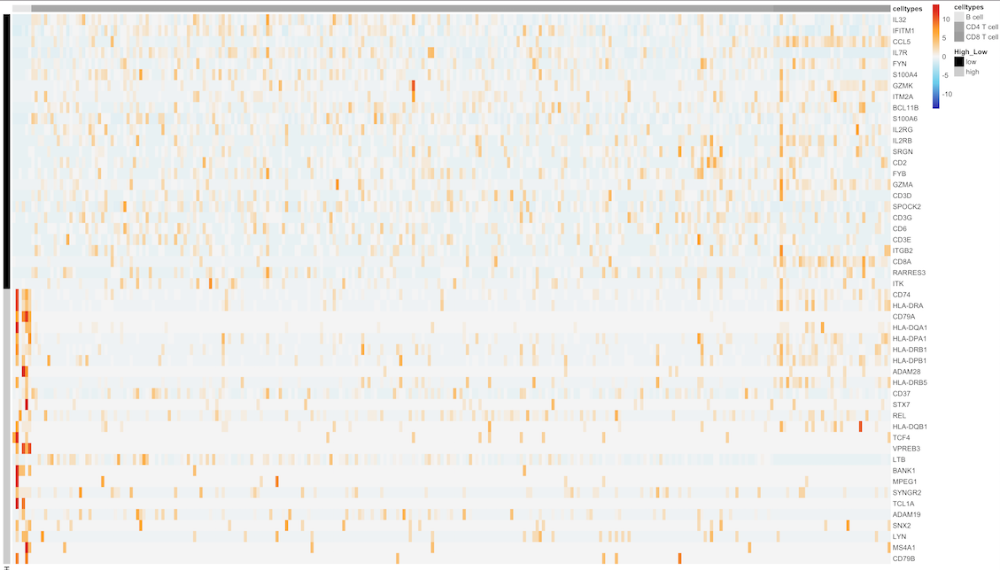 celltypes
IL32
IFITM1
CCL5
IL7R
FYN
S100A4
GZMK
ITM2A
BCL11B
S100A6
IL2RG
IL2RB
SRGN
CD2
FYB
GZMA
CD3D
SPOCK2
CD3G
CD6
CD3E
ITGB2
CD8A
RARRES3
ITK
CD74
HLA-DRA
CD79A
HLA-DQA1
HLA-DPA1
HLA-DRB1
HLA-DPB1
ADAM28
HLA-DRB5
CD37
STX7
REL
HLA-DQB1
TCF4
VPREB3
LTB
BANK1
MPEG1
SYNGR2
TCL1A
ADAM19
SNX2
LYN
MS4A1
CD79B
10
5
0
-5
-10
celltypes
B cell
CD4 T cell
CD8 T cell
High_Low
low
high